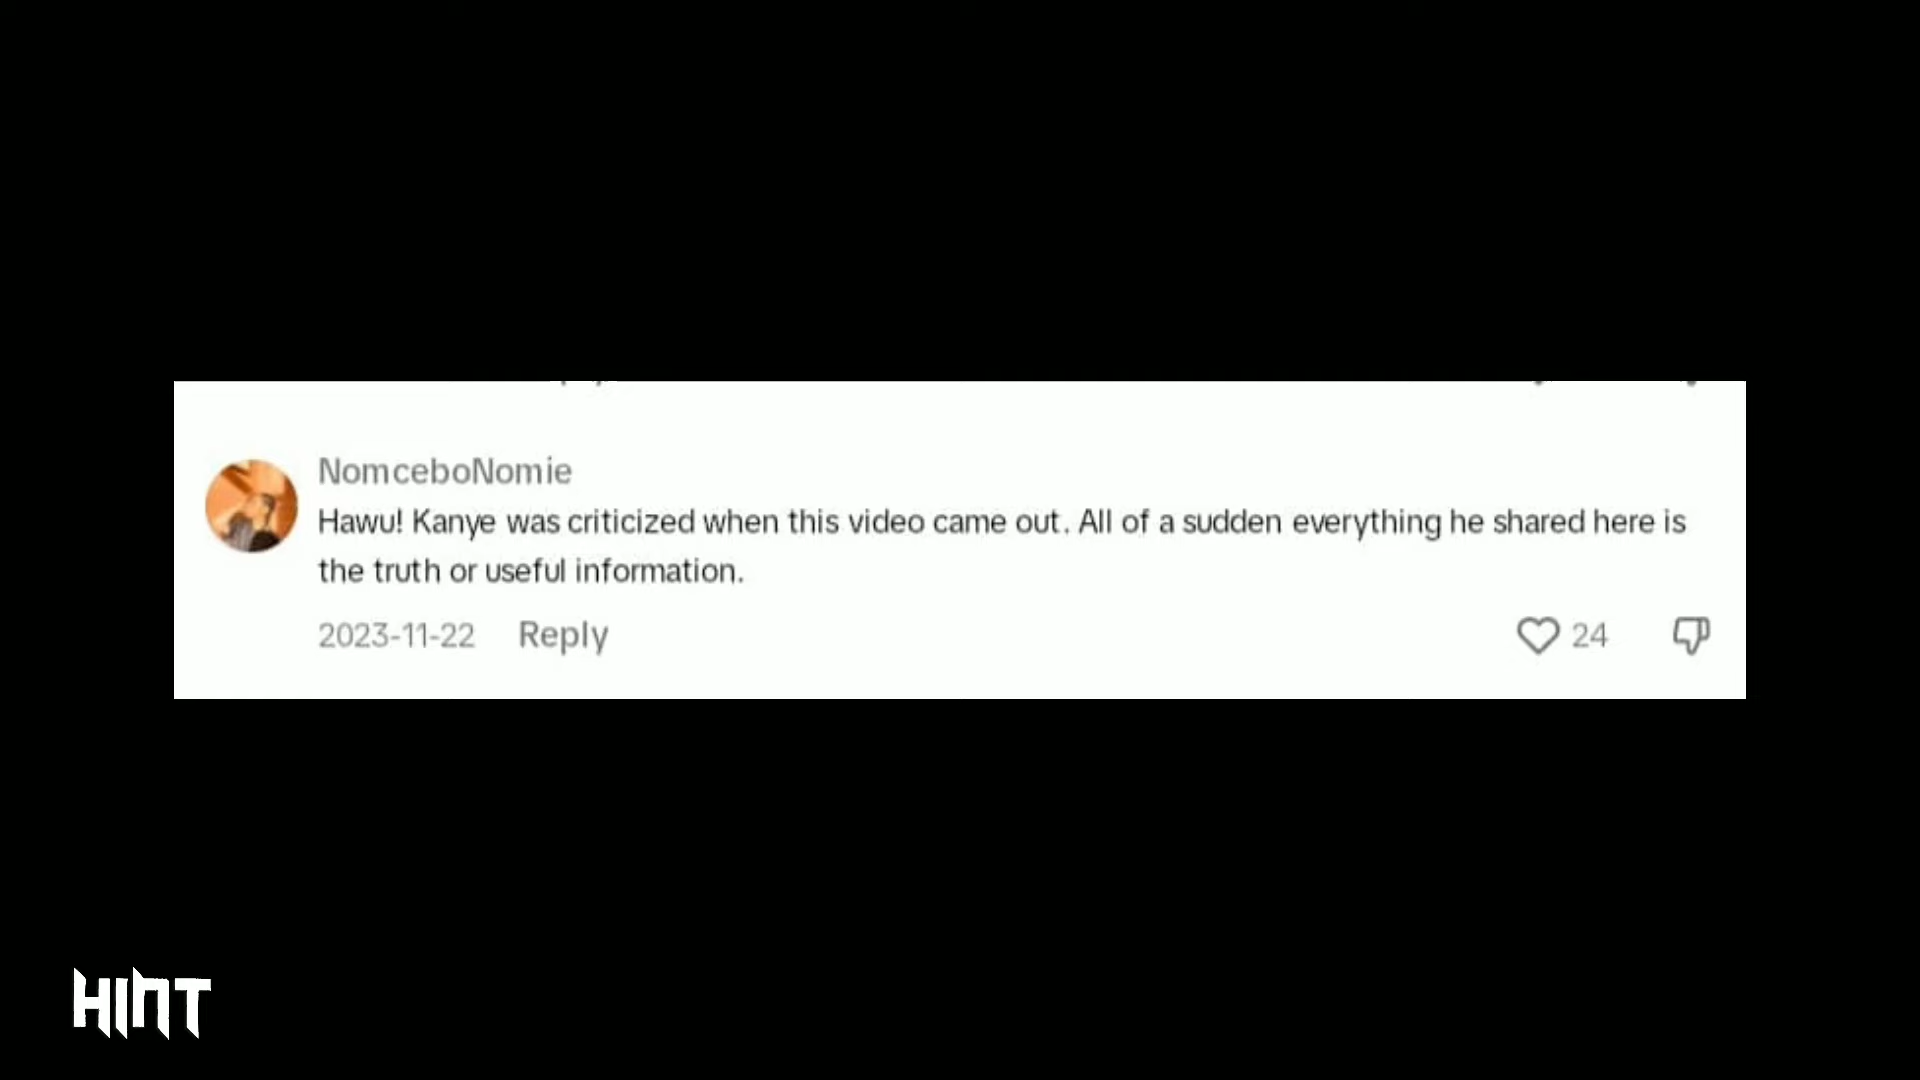 NomceboNomie
Hawu! Kanye was criticized when this video came out. All of a sudden everything he shared here is
the truth or useful information.
2023-11-22 Reply 24
HINT